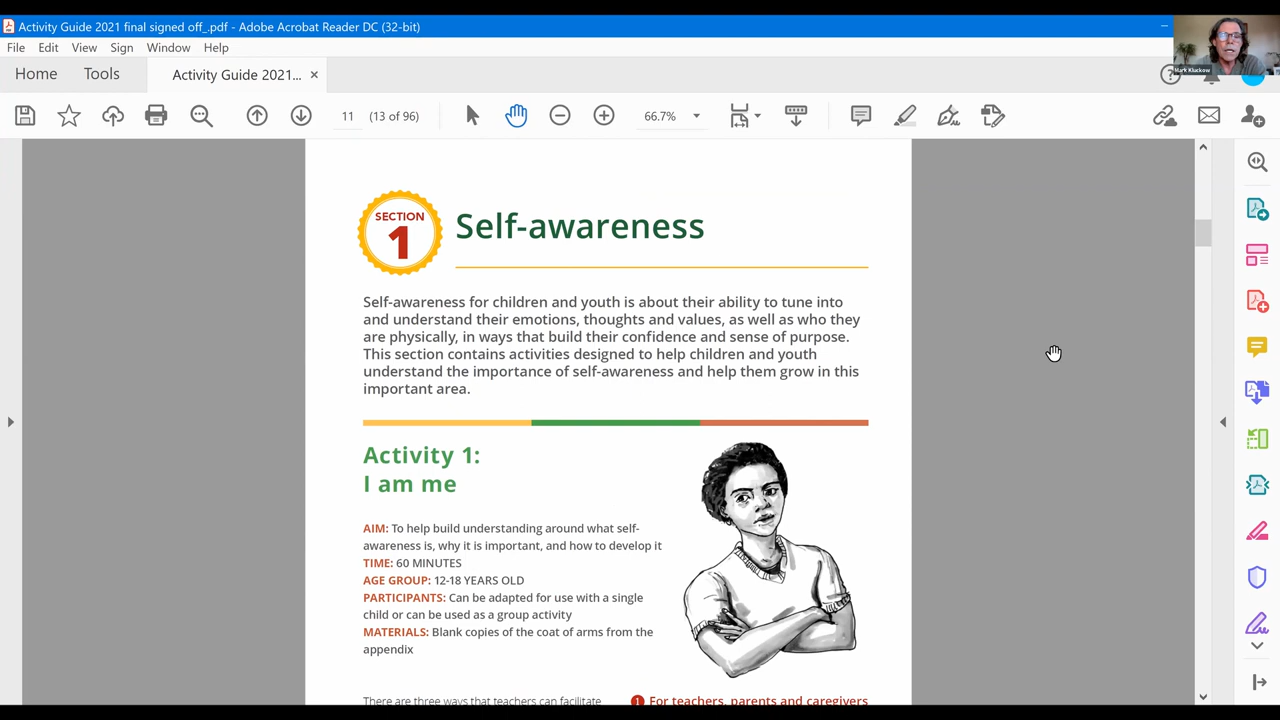 Activity Guide 2021 final signed off_.pdf - Adobe Acrobat Reader DC (32-bit)
File Edit View Sign Window Help
Home Tools Activity Guide 2021... ×
11 (13 of 96) 66.7%
Mark Kluckow
SECTION
1
Self-awareness
Self-awareness for children and youth is about their ability to tune into
and understand their emotions, thoughts and values, as well as who they
are physically, in ways that build their confidence and sense of purpose.
This section contains activities designed to help children and youth
understand the importance of self-awareness and help them grow in this
important area.
Activity 1:
I am me
AIM: To help build understanding around what self-
awareness is, why it is important, and how to develop it
TIME: 60 MINUTES
AGE GROUP: 12-18 YEARS OLD
PARTICIPANTS: Can be adapted for use with a single
child or can be used as a group activity
MATERIALS: Blank copies of the coat of arms from the
appendix
There are three ways that teachers can facilitate
1 For teachers, parents and caregivers